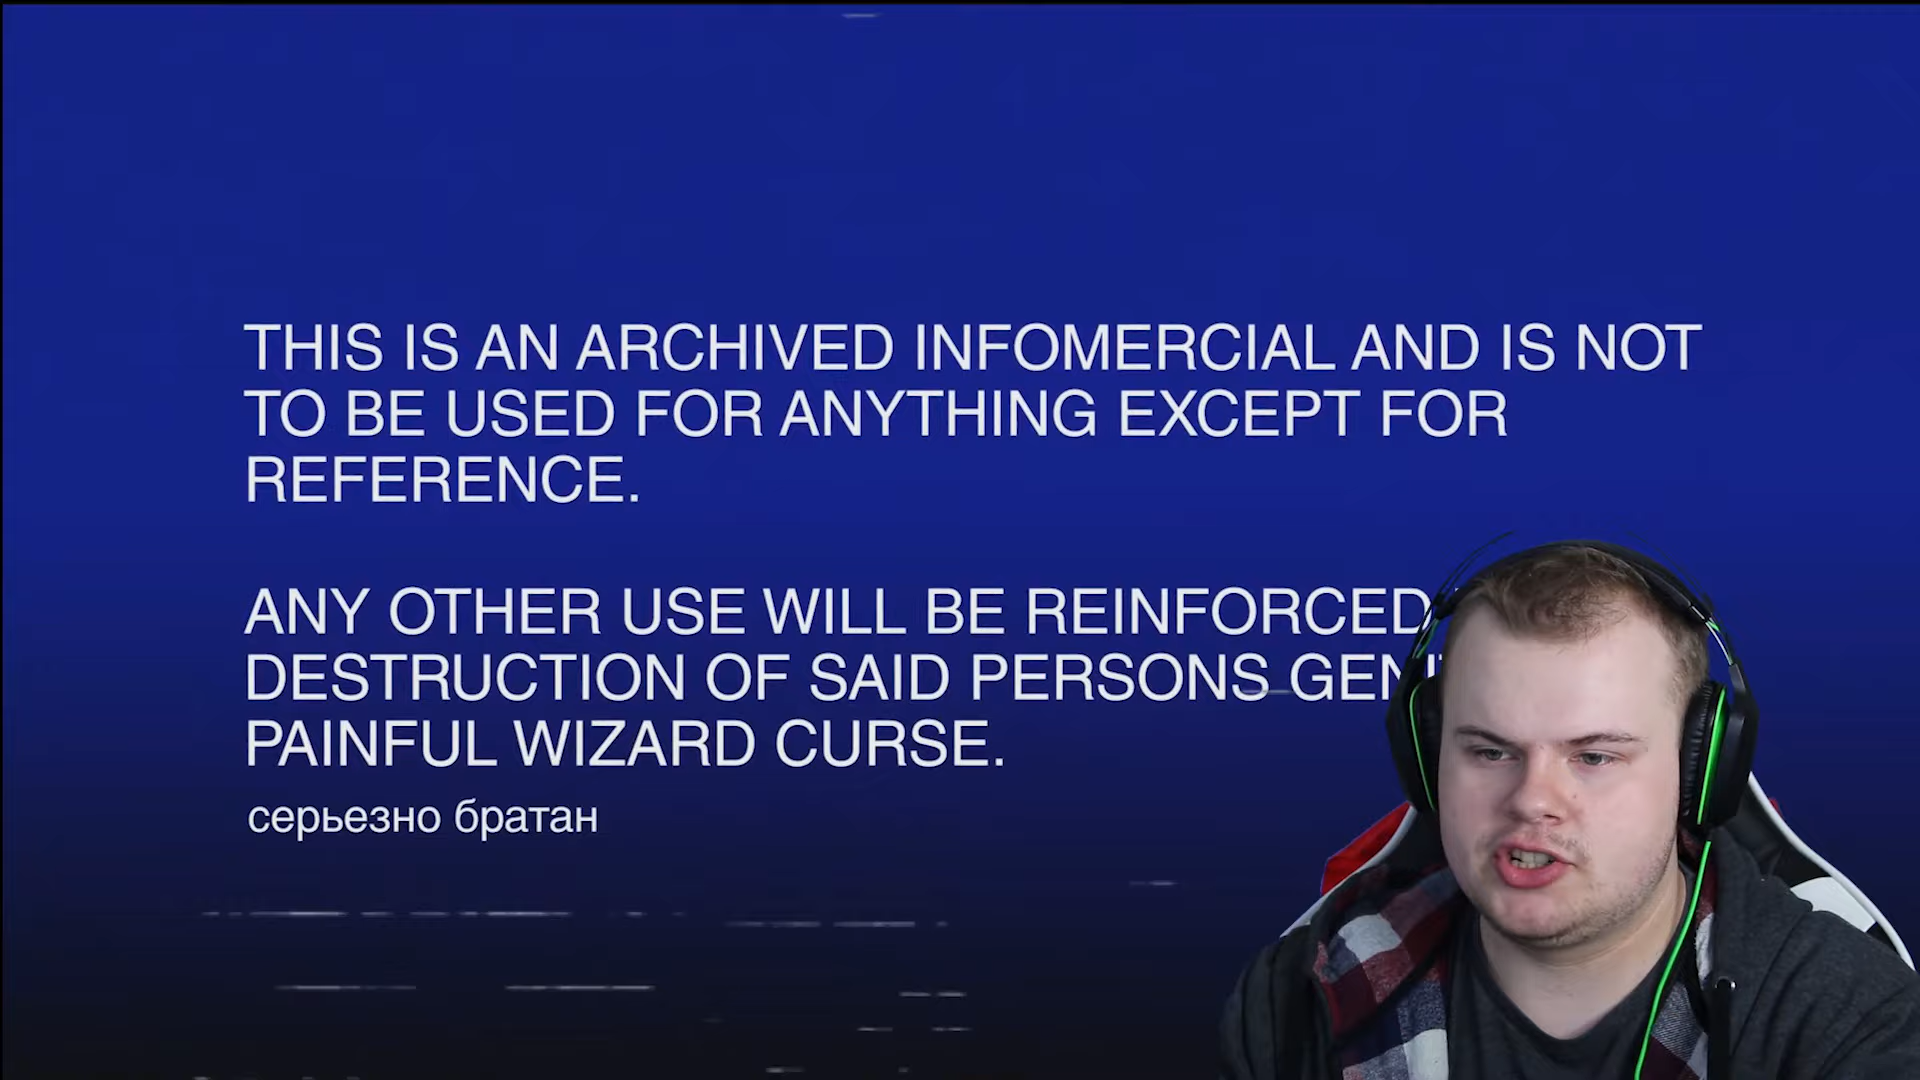 THIS IS AN ARCHIVED INFOMERCIAL AND IS NOT
TO BE USED FOR ANYTHING EXCEPT FOR
REFERENCE.
ANY OTHER USE WILL BE REINFORCED
DESTRUCTION OF SAID PERSONS
PAINFUL WIZARD CURSE.
серьезно братан